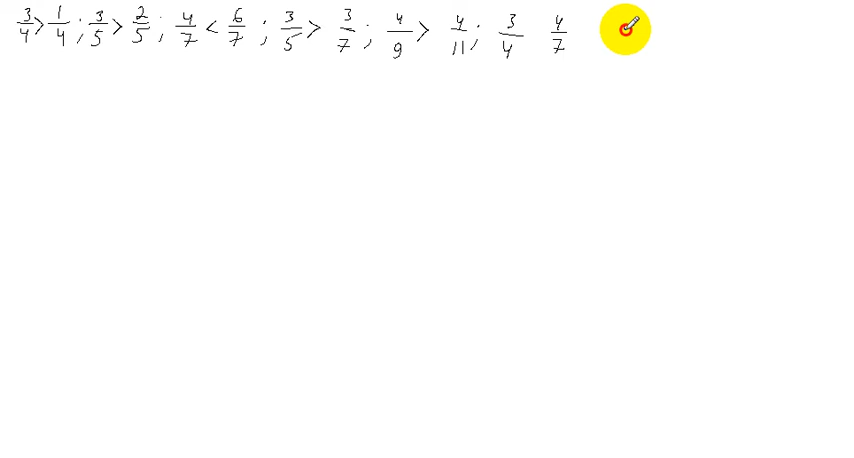 3/4 > 1/4 ; 3/5 > 2/5 ; 4/7 < 6/7 ; 3/5 > 3/7 ; 4/9 > 4/11 ; 3/4 4/7